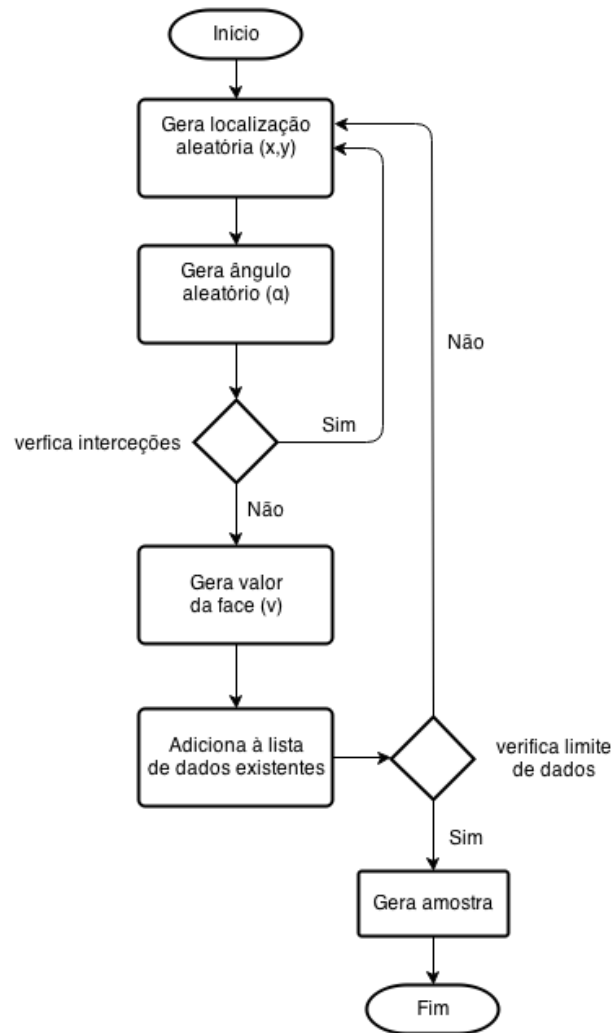 Início
Gera localização
aleatória (x,y)
Gera ângulo
aleatório (α)
Não
Sim
verfica interceções
Não
Gera valor
da face (v)
Adiciona à lista
de dados existentes
verifica limite
de dados
Sim
Gera amostra
Fim